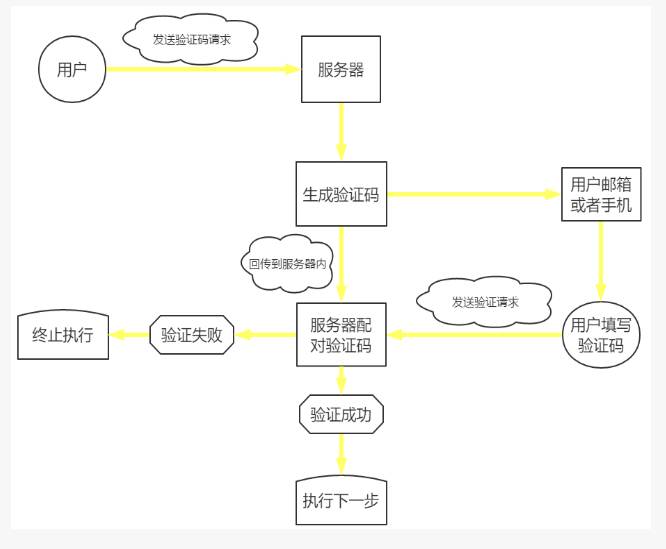 发送验证码请求
用户
服务器
生成验证码
用户邮箱
或者手机
回传到服务器内
发送验证请求
终止执行
验证失败
服务器配
对验证码
用户填写
验证码
验证成功
执行下一步